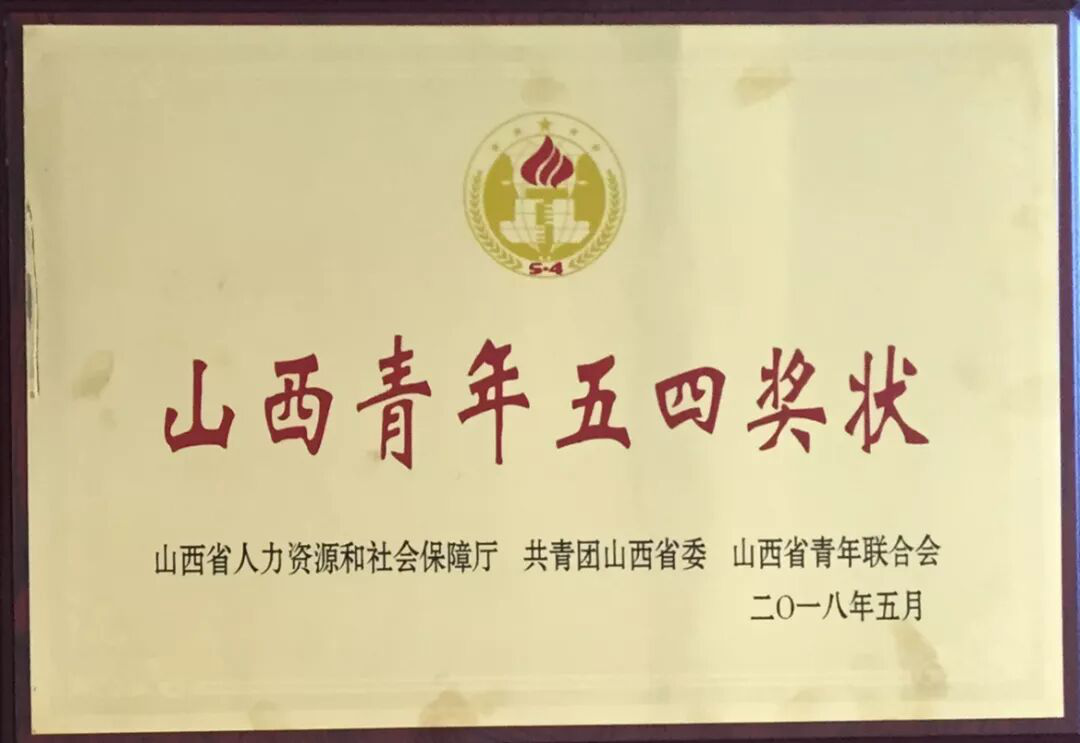 5·4
山西青年五四奖状
山西省人力资源和社会保障厅 共青团山西省委 山西省青年联合会
二〇一八年五月